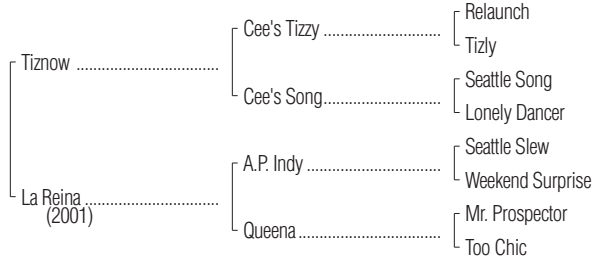 Relaunch
Cee's Tizzy
Tizly
Tiznow
Seattle Song
Cee's Song
Lonely Dancer
Seattle Slew
A.P. Indy
Weekend Surprise
La Reina
(2001)
Mr. Prospector
Queena
Too Chic